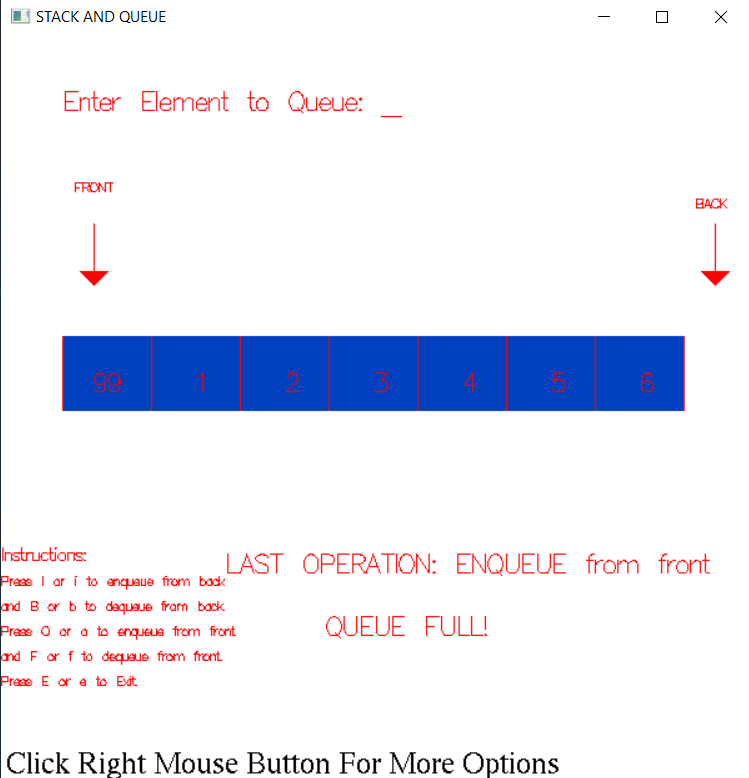 STACK AND QUEUE
Enter Element to Queue: _
FRONT
BACK
99 1 2 3 4 5 6
Instructions:
Press I or i to enqueue from back
and B or b to dequeue from back
Press O or o to enqueue from front
and F or f to dequeue from front
Press E or e to Exit
LAST OPERATION: ENQUEUE from front
QUEUE FULL!
Click Right Mouse Button For More Options